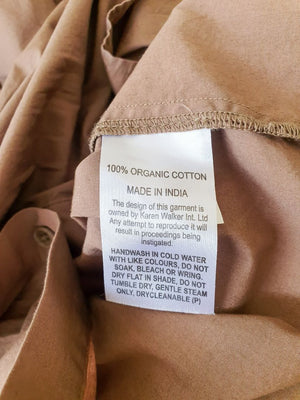 100% ORGANIC COTTON
MADE IN INDIA
The design of this garment is
owned by Karen Walker Int. Ltd
Any attempt to reproduce it will
result in proceedings being
instigated.
HANDWASH IN COLD WATER
WITH LIKE COLOURS, DO NOT
SOAK, BLEACH OR WRING.
DRY FLAT IN SHADE, DO NOT
TUMBLE DRY, GENTLE STEAM
ONLY, DRYCLEANABLE (P)